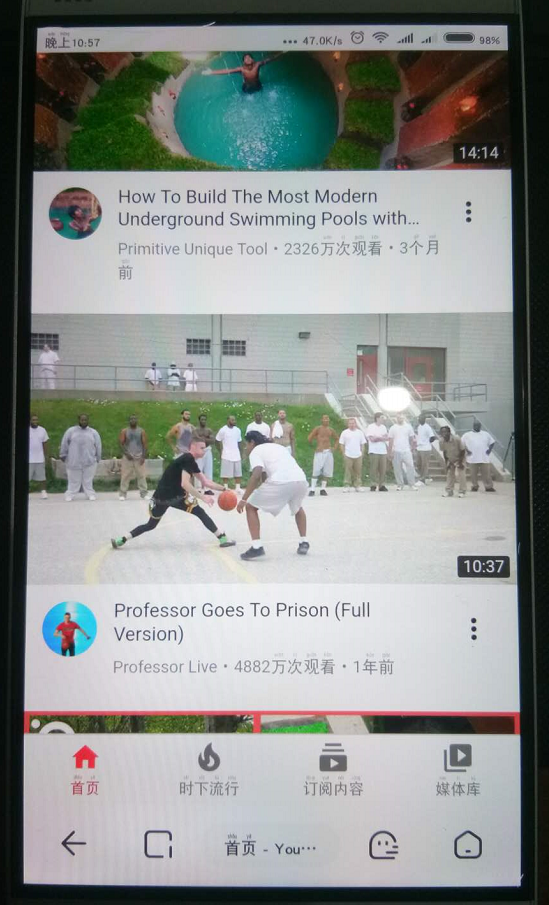 晚上10:57
47.0K/s
98%
14:14
How To Build The Most Modern
Underground Swimming Pools with...
Primitive Unique Tool • 2326万次观看 • 3个月
前
10:37
Professor Goes To Prison (Full
Version)
Professor Live • 4882万次观看 • 1年前
首页
时下流行
订阅内容
媒体库
首页 - You...